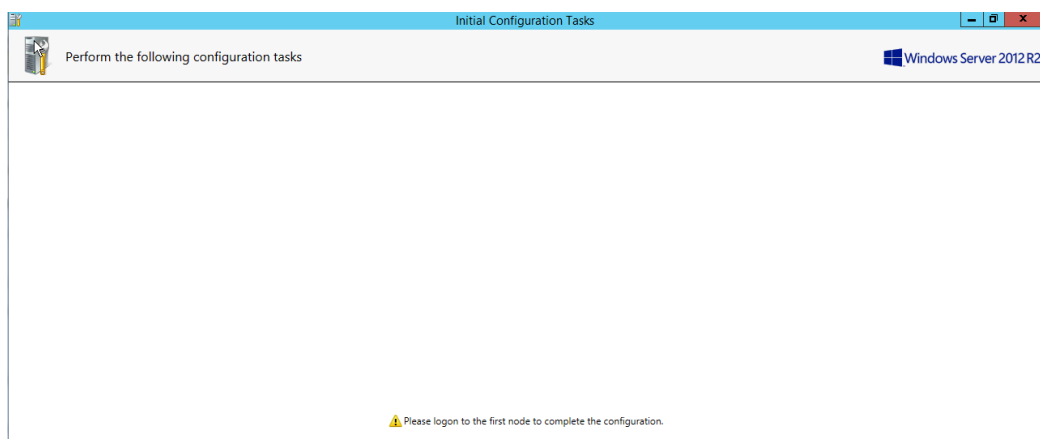 Initial Configuration Tasks
Perform the following configuration tasks
Windows Server 2012 R2
Please logon to the first node to complete the configuration.